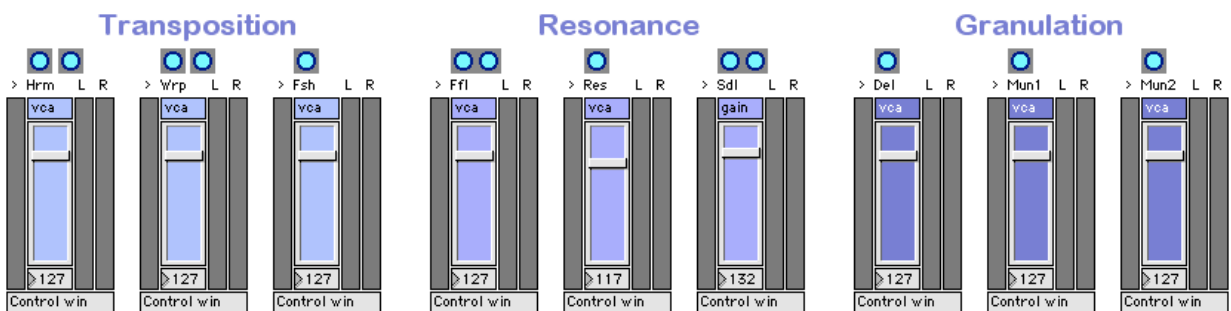 Transposition Resonance Granulation
> Hrm L R > Wrp L R > Fsh L R > Ffl L R > Res L R > Sdl L R > Del L R > Mun1 L R > Mun2 L R
vca vca vca vca vca gain vca vca vca
127 127 127 127 117 132 127 127 127
Control win Control win Control win Control win Control win Control win Control win Control win Control win